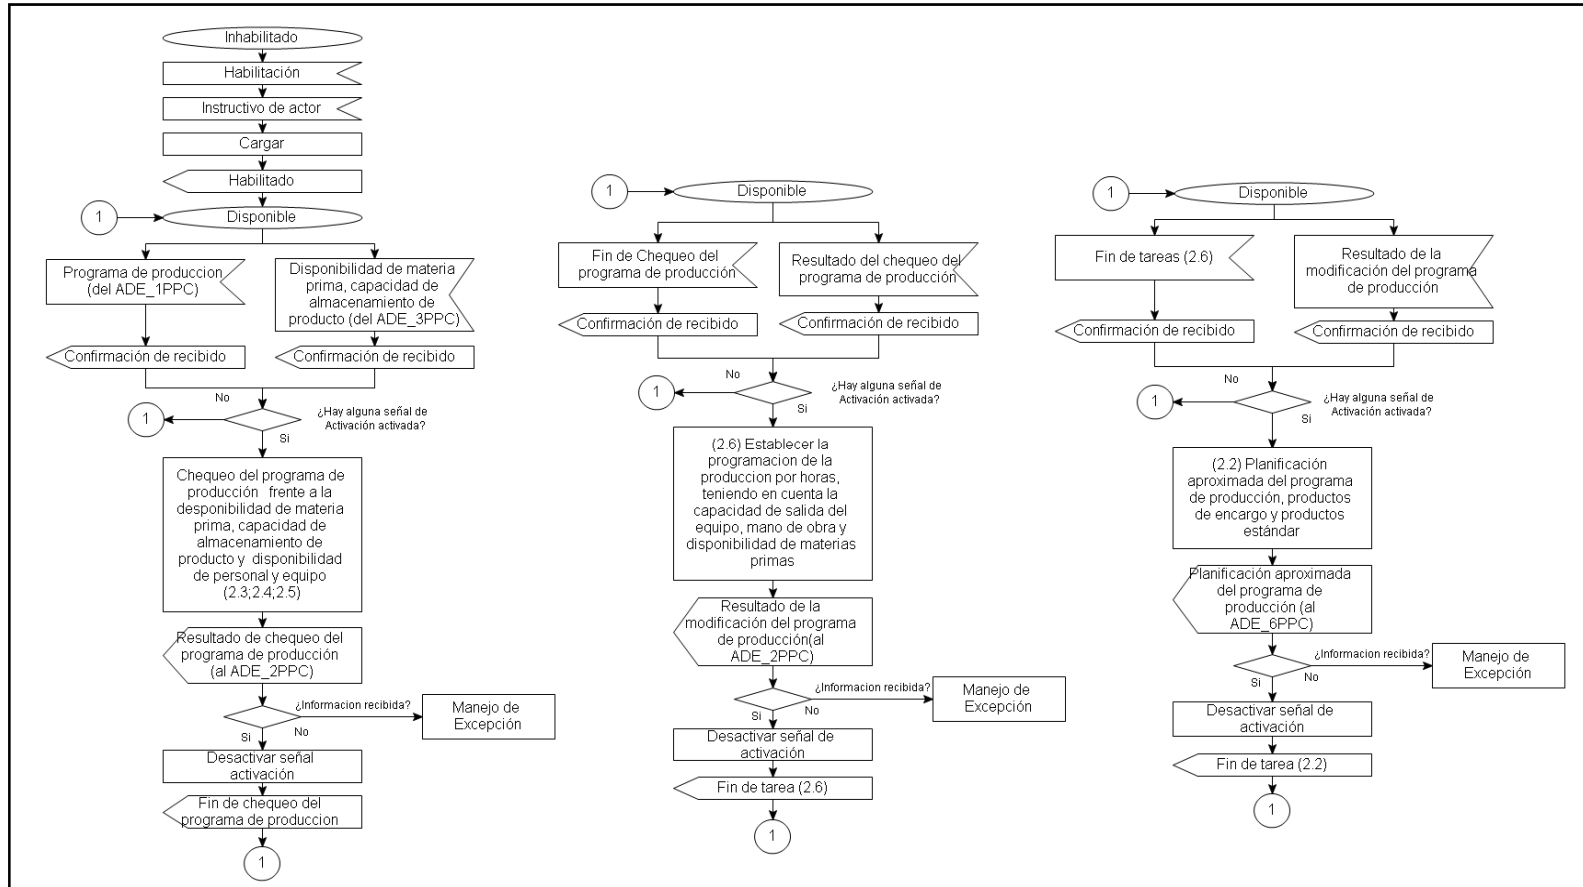 Inhabilitado
Habilitación
Instructivo de actor
Cargar
Habilitado
1
Disponible
Programa de produccion
(del ADE_1PPC)
Disponibilidad de materia
prima, capacidad de
almacenamiento de
producto (del ADE_3PPC)
Confirmación de recibido
Confirmación de recibido
No
1
¿Hay alguna señal de
Activación activada?
Si
Chequeo del programa de
producción frente a la
desponibilidad de materia
prima, capacidad de
almacenamiento de
producto y disponibilidad
de personal y equipo
(2.3;2.4;2.5)
Resultado de chequeo del
programa de producción
(al ADE_2PPC)
¿Informacion recibida?
Si
No
Manejo de
Excepción
Desactivar señal
activación
Fin de chequeo del
programa de produccion
1
1
Disponible
Fin de Chequeo del
programa de producción
Resultado del chequeo del
programa de producción
Confirmación de recibido
Confirmación de recibido
No
1
¿Hay alguna señal de
Activación activada?
Si
(2.6) Establecer la
programacion de la
produccion por horas,
teniendo en cuenta la
capacidad de salida del
equipo, mano de obra y
disponibilidad de materias
primas
Resultado de la
modificación del programa
de producción(al
ADE_2PPC)
¿Informacion recibida?
Si
No
Manejo de
Excepción
Desactivar señal de
activación
Fin de tarea (2.6)
1
1
Disponible
Fin de tareas (2.6)
Resultado de la
modificación del programa
de producción
Confirmación de recibido
Confirmación de recibido
No
1
¿Hay alguna señal de
Activación activada?
Si
(2.2) Planificación
aproximada del programa
de producción, productos
de encargo y productos
estándar
Planificación aproximada
del programa de
producción (al
ADE_6PPC)
¿Informacion recibida?
Si
No
Manejo de
Excepción
Desactivar señal de
activación
Fin de tarea (2.2)
1